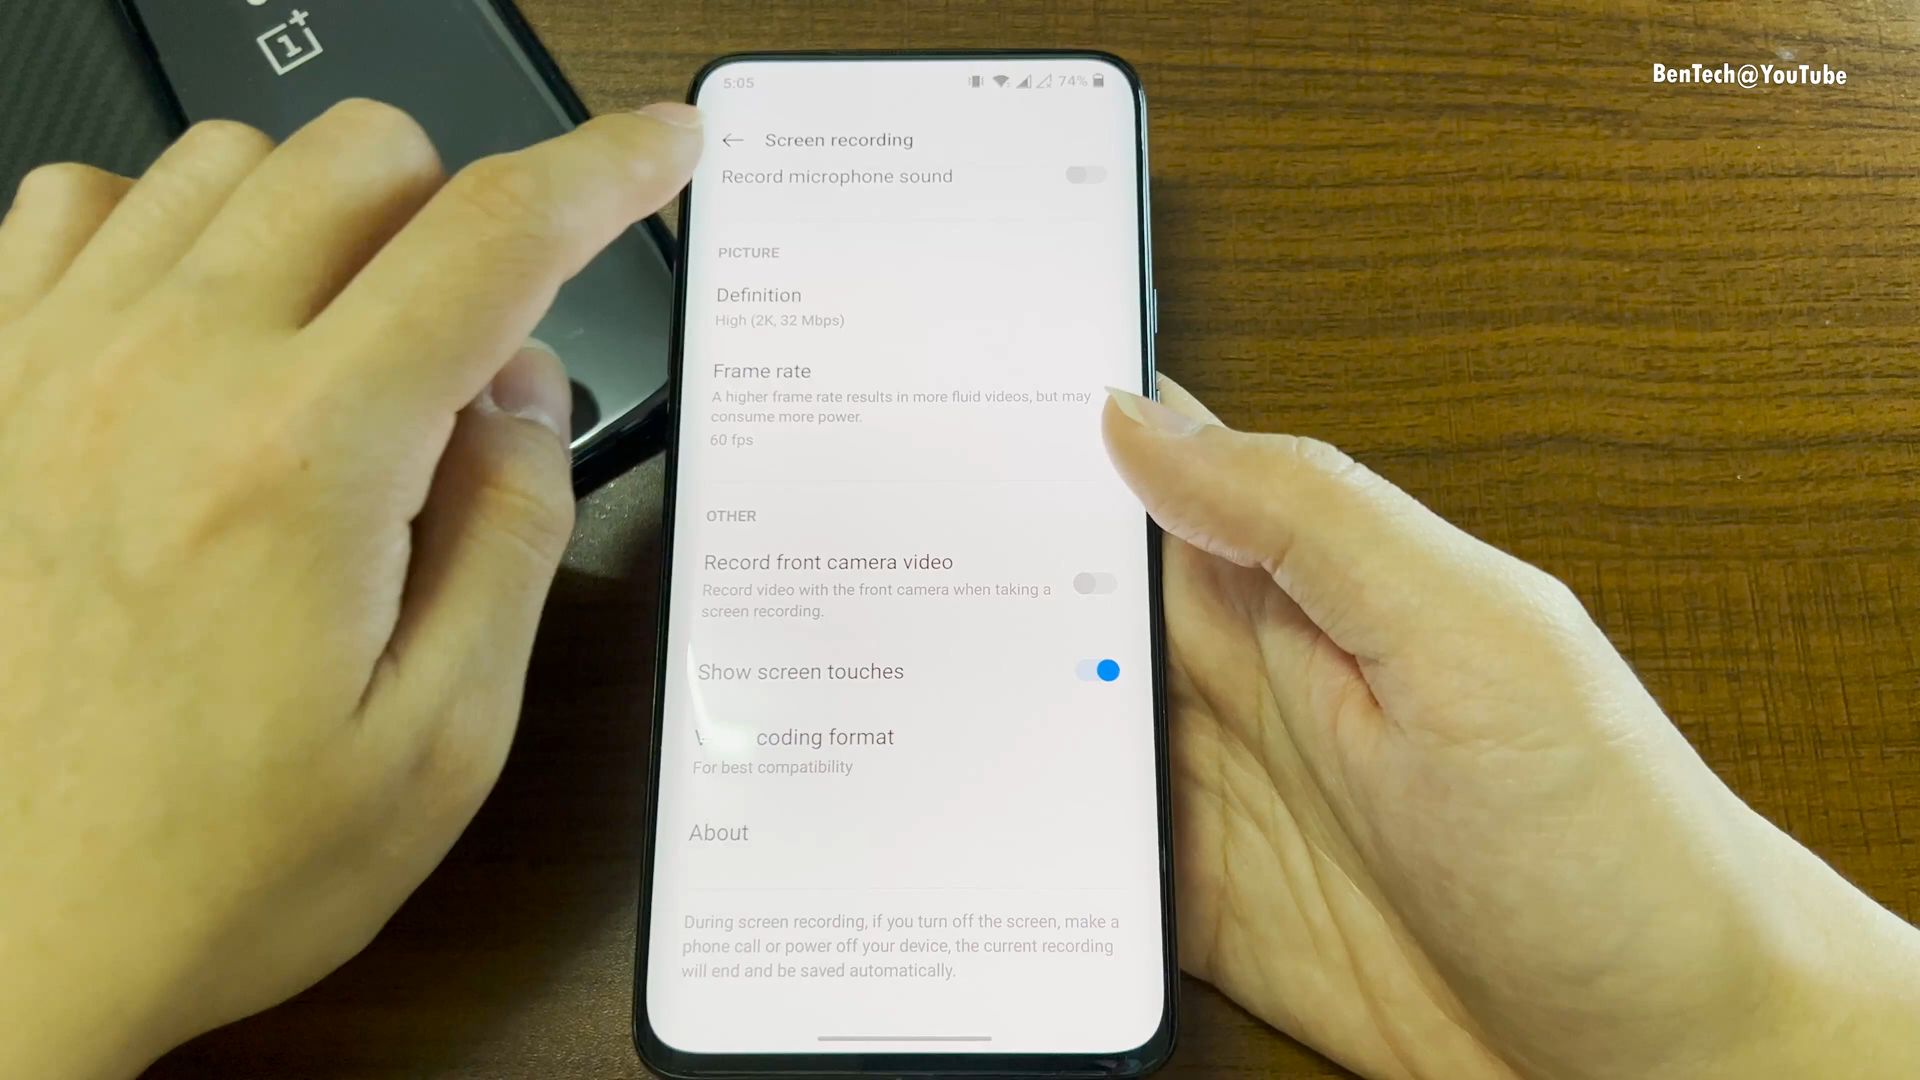 BenTech@YouTube
5:05
74%
Screen recording
Record microphone sound
PICTURE
Definition
High (2K, 32 Mbps)
Frame rate
A higher frame rate results in more fluid videos, but may
consume more power.
60 fps
OTHER
Record front camera video
Record video with the front camera when taking a
screen recording.
Show screen touches
coding format
For best compatibility
About
During screen recording, if you turn off the screen, make a
phone call or power off your device, the current recording
will end and be saved automatically.